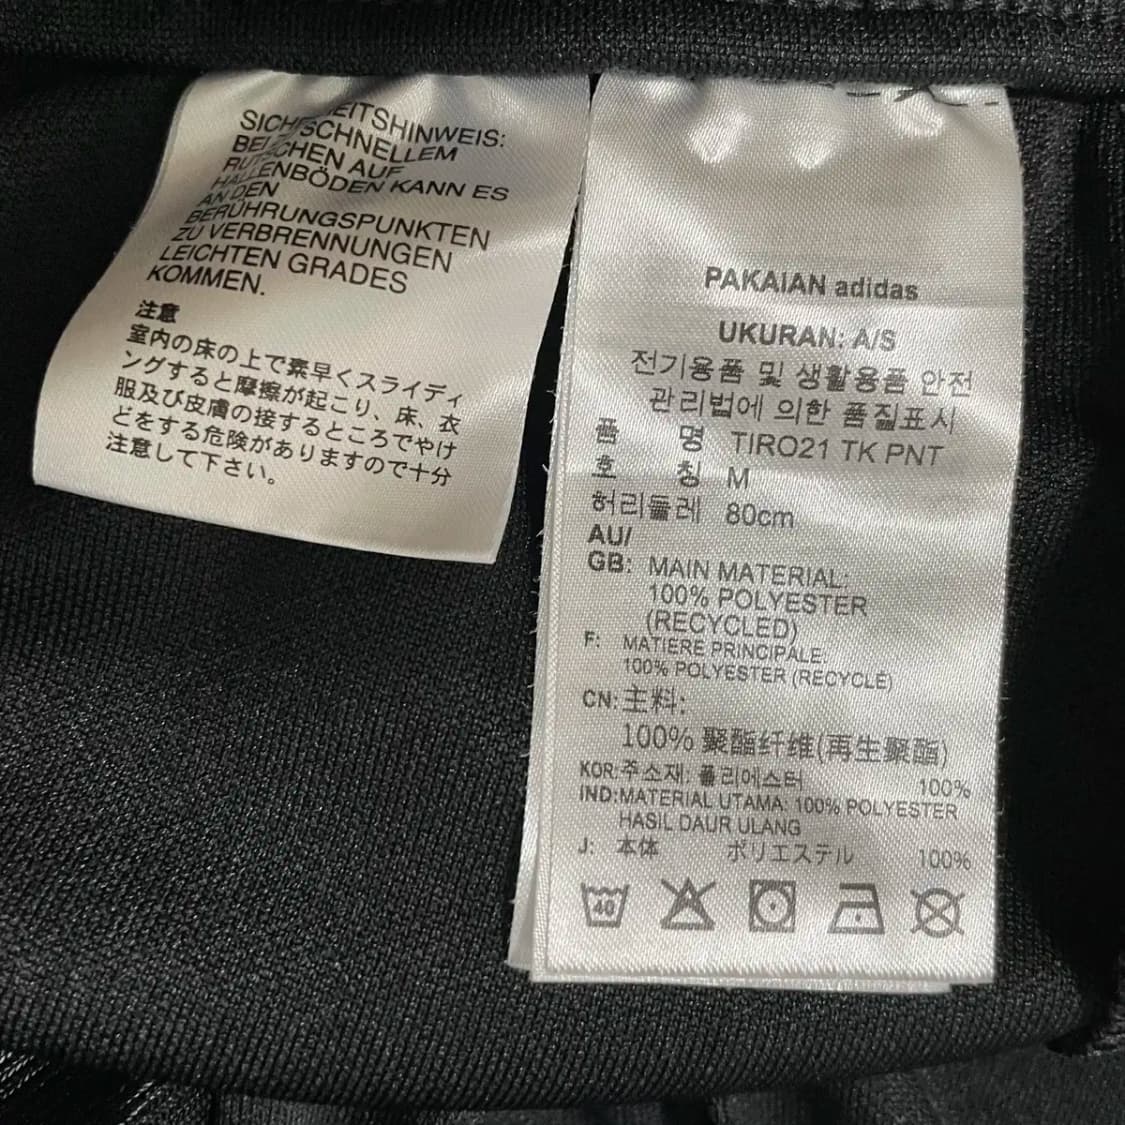 SICHERHEITSHINWEIS:
BEI ZU SCHNELLEM
RUTSCHEN AUF
HALLENBÖDEN KANN ES
AN DEN
BERÜHRUNGSPUNKTEN
ZU VERBRENNUNGEN
LEICHTEN GRADES
KOMMEN.
注意
室内の床の上で素早くスライディ
ングすると摩擦が起こり、床、衣
服及び皮膚の接するところでやけ
どをする危険がありますので十分
注意して下さい。
PAKAIAN adidas
UKURAN: A/S
전기용품 및 생활용품 안전
관리법에 의한 품질표시
품 명 TIRO21 TK PNT
호 칭 M
허리둘레 80cm
AU/
GB: MAIN MATERIAL:
100% POLYESTER
(RECYCLED)
F: MATIERE PRINCIPALE:
100% POLYESTER (RECYCLÉ)
CN: 主料:
100% 聚酯纤维(再生聚酯)
KOR: 주소재: 폴리에스터 100%
IND: MATERIAL UTAMA: 100% POLYESTER
HASIL DAUR ULANG
J: 本体 ポリエステル 100%
40